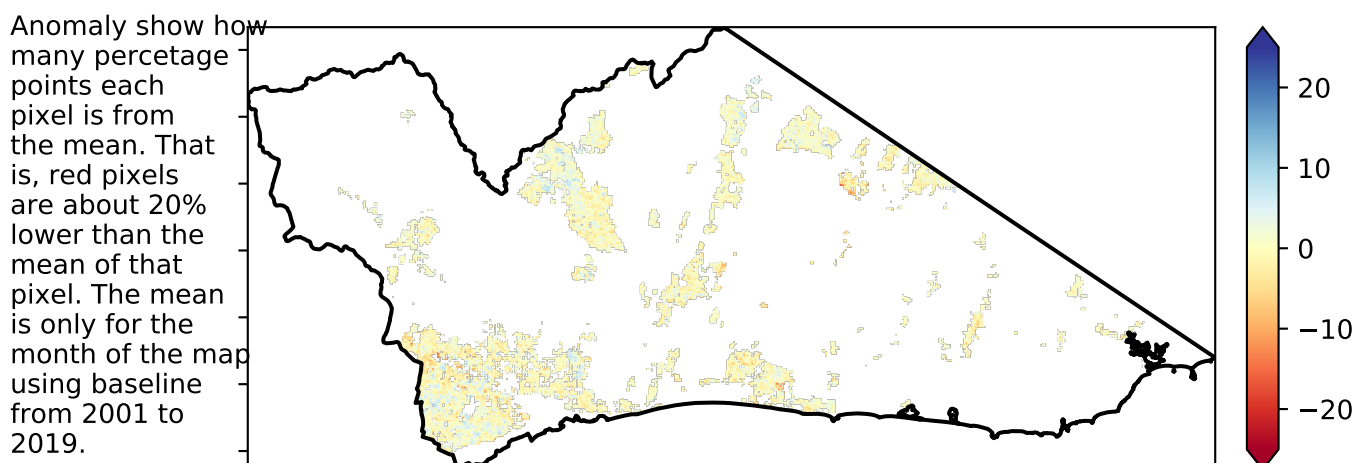 Anomaly show how
many percetage
points each
pixel is from
the mean. That
is, red pixels
are about 20%
lower than the
mean of that
pixel. The mean
is only for the
month of the map
using baseline
from 2001 to
2019.
20
10
0
−10
−20